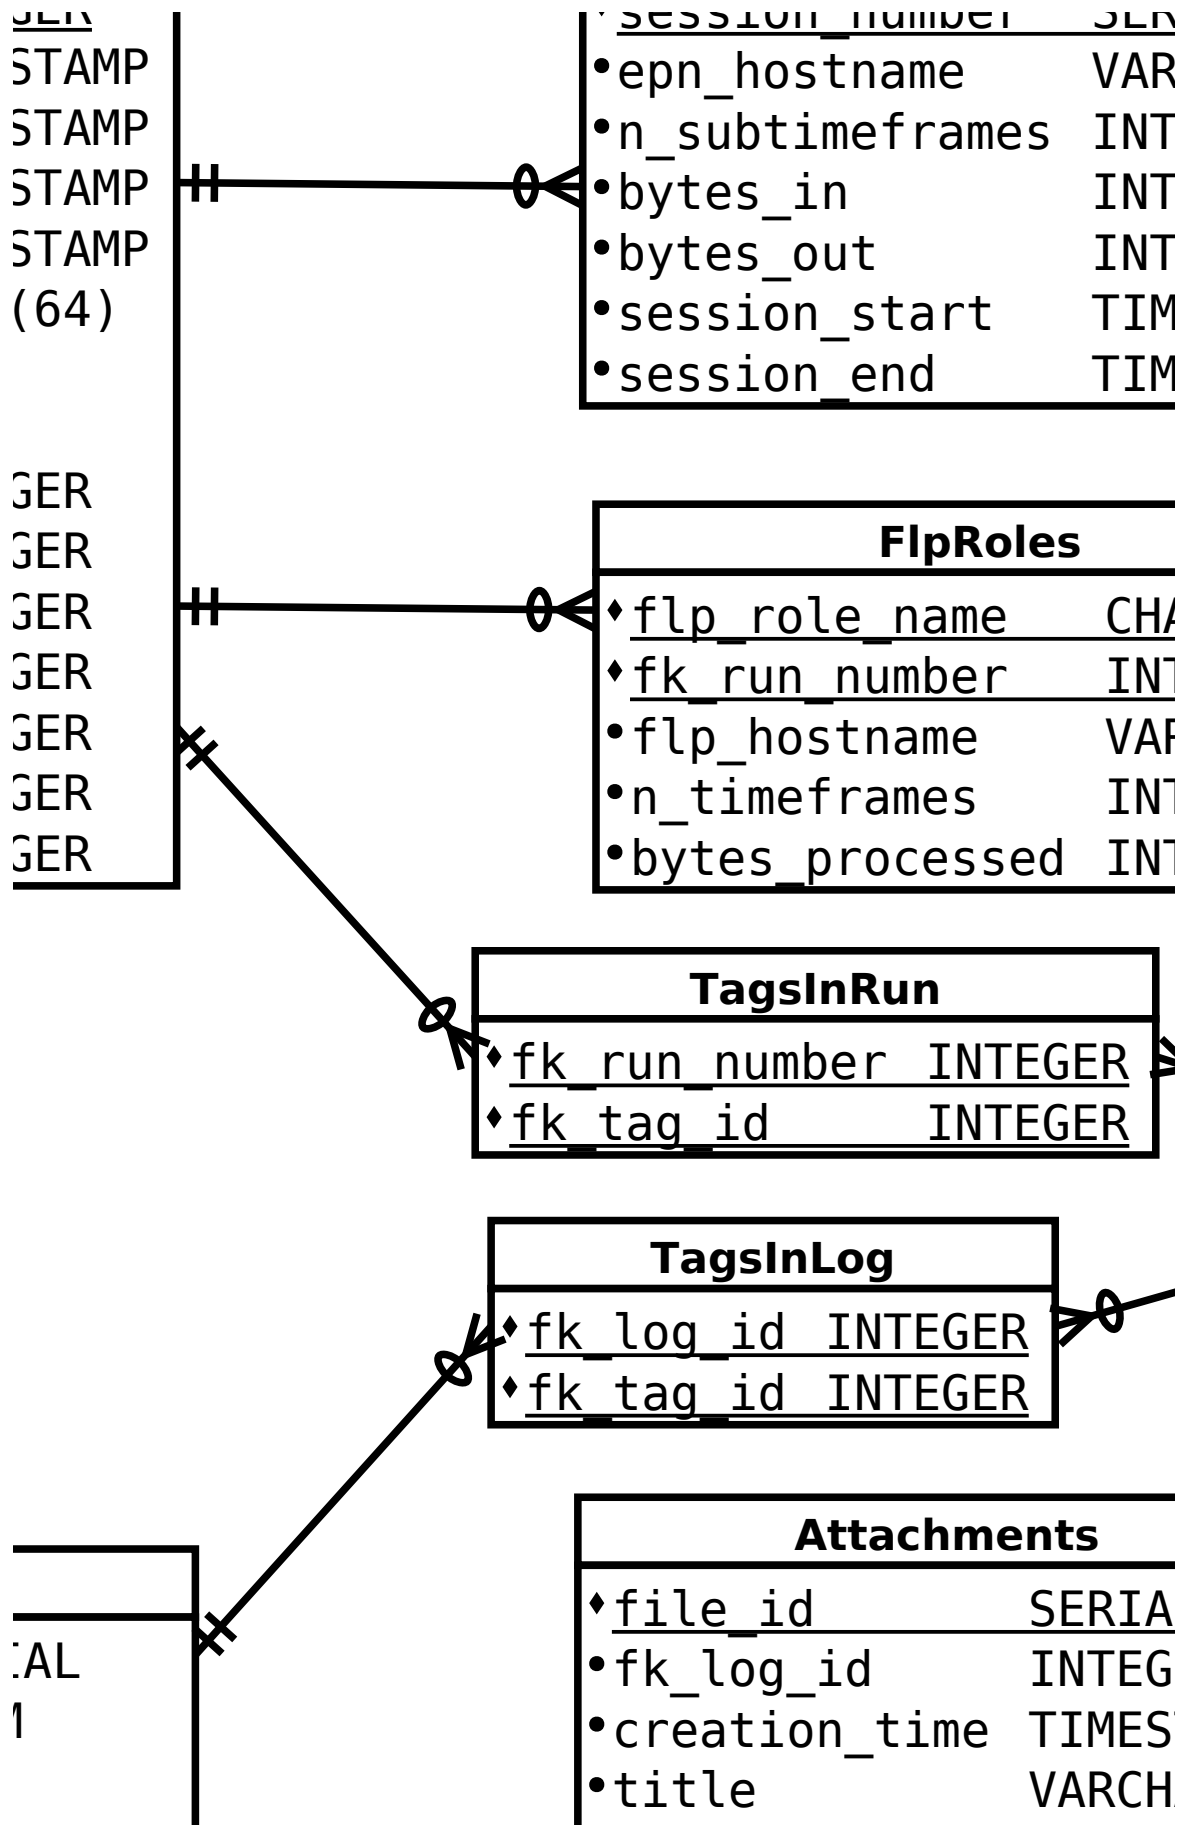 STAMP
STAMP
STAMP
STAMP
(64)
GER
GER
GER
GER
GER
GER
GER
session_number
epn_hostname VAR
n_subtimeframes INT
bytes_in INT
bytes_out INT
session_start TIM
session_end TIM
FlpRoles
flp_role_name CHA
fk_run_number INT
flp_hostname VAR
n_timeframes INT
bytes_processed INT
TagsInRun
fk_run_number INTEGER
fk_tag_id INTEGER
TagsInLog
fk_log_id INTEGER
fk_tag_id INTEGER
IAL
Attachments
file_id SERIA
fk_log_id INTEG
creation_time TIMES
title VARCH